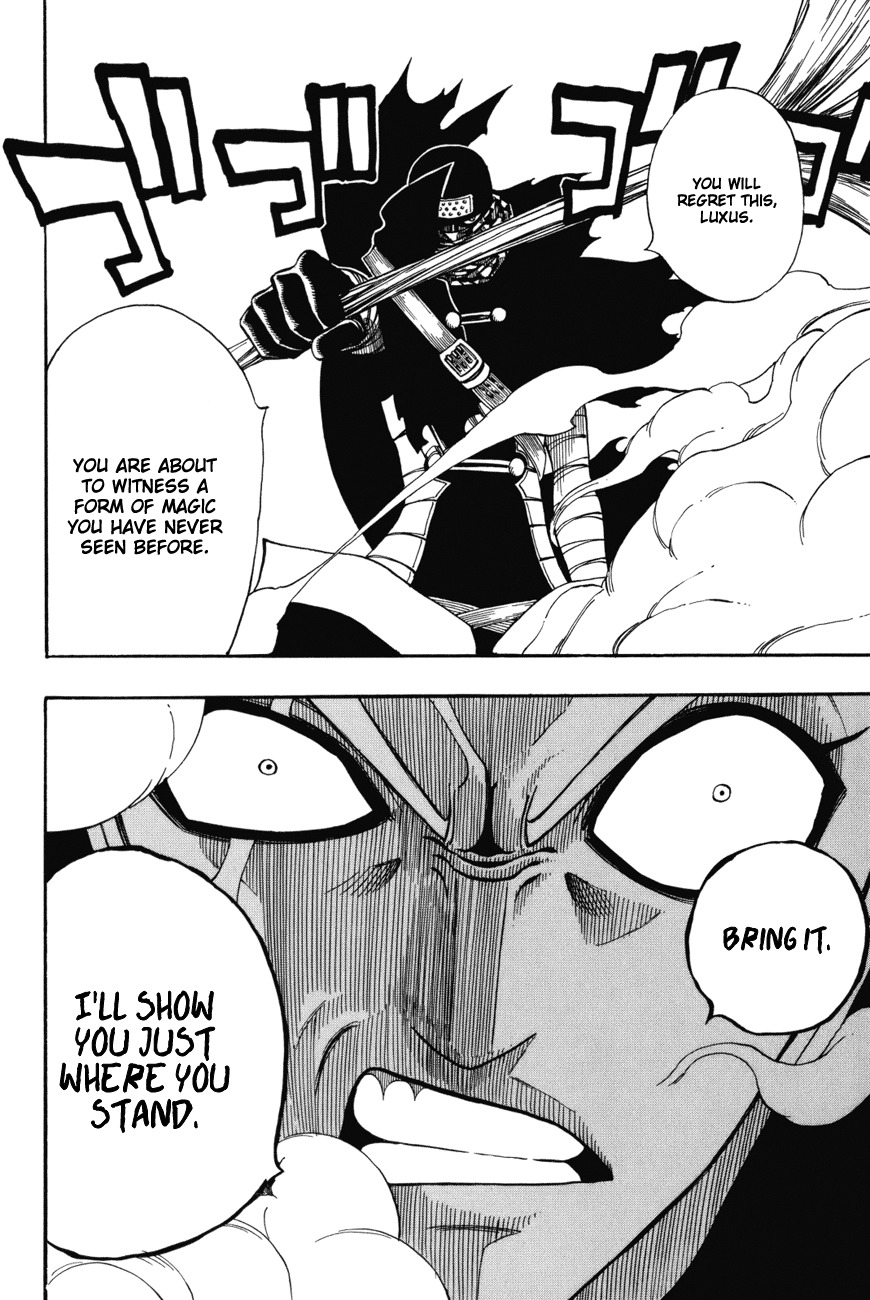 ゴゴゴゴ
YOU WILL
REGRET THIS,
LUXUS.
YOU ARE ABOUT
TO WITNESS A
FORM OF MAGIC
YOU HAVE NEVER
SEEN BEFORE.
BRING IT.
I'LL SHOW
YOU JUST
WHERE YOU
STAND.